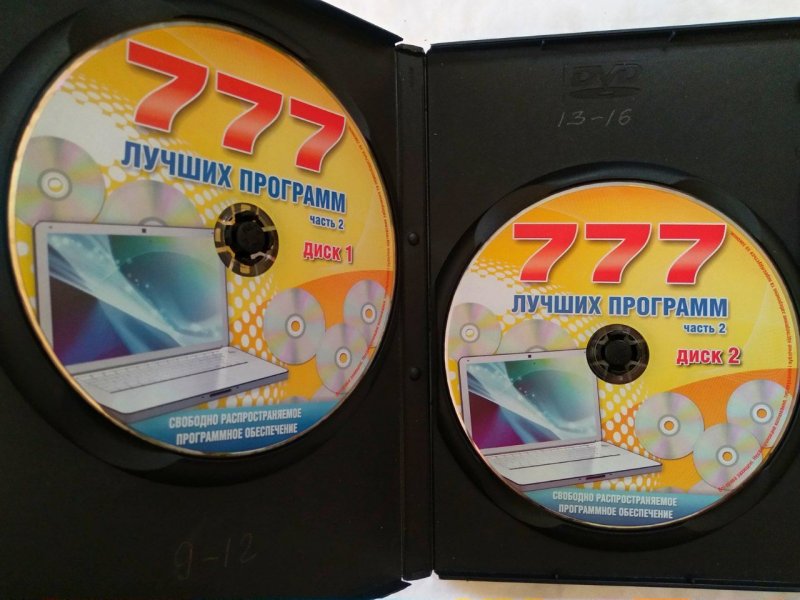 777
ЛУЧШИХ ПРОГРАММ
часть 2
ДИСК 1
СВОБОДНО РАСПРОСТРАНЯЕМОЕ
ПРОГРАММНОЕ ОБЕСПЕЧЕНИЕ
9-12
DVD
13-16
777
ЛУЧШИХ ПРОГРАММ
часть 2
ДИСК 2
СВОБОДНО РАСПРОСТРАНЯЕМОЕ
ПРОГРАММНОЕ ОБЕСПЕЧЕНИЕ